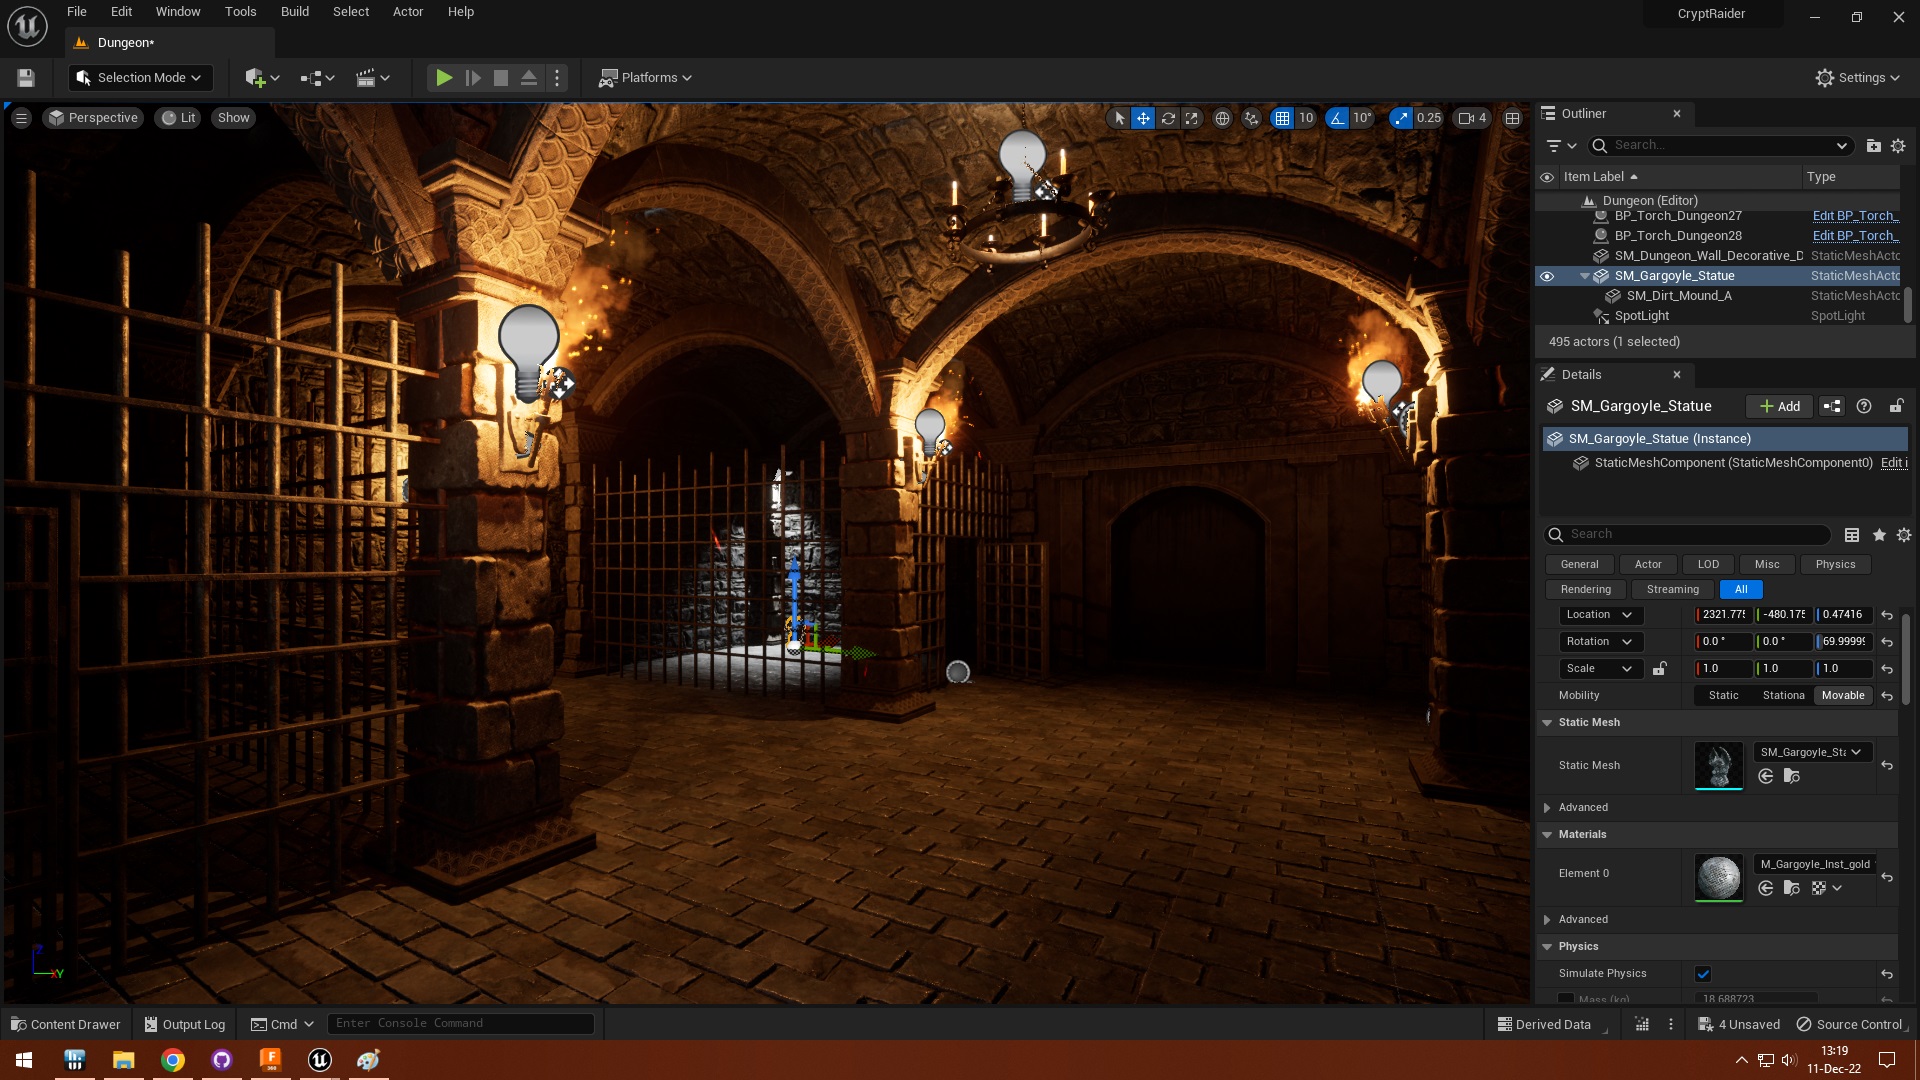 File Edit Window Tools Build Select Actor Help
CryptRaider
Dungeon*
Selection Mode
Platforms
Settings
Perspective Lit Show
10 10° 0.25 4
Outliner
Search...
Item Label Type
Dungeon (Editor)
BP_Torch_Dungeon27 Edit BP_Torch_
BP_Torch_Dungeon28 Edit BP_Torch_
SM_Dungeon_Wall_Decorative_D StaticMeshActo
SM_Gargoyle_Statue StaticMeshActo
SM_Dirt_Mound_A StaticMeshActo
SpotLight SpotLight
495 actors (1 selected)
Details
SM_Gargoyle_Statue Add
SM_Gargoyle_Statue (Instance)
StaticMeshComponent (StaticMeshComponent0) Edit i
Search
General Actor LOD Misc Physics
Rendering Streaming All
Location 2321.775 -480.175 0.47416
Rotation 0.0 ° 0.0 ° 69.99999
Scale 1.0 1.0 1.0
Mobility Static Stationa Movable
Static Mesh
Static Mesh SM_Gargoyle_Sta
Advanced
Materials
Element 0 M_Gargoyle_Inst_gold
Advanced
Physics
Simulate Physics
Mass (kg) 18.688723
Y
Content Drawer Output Log Cmd Enter Console Command Derived Data 4 Unsaved Source Control
13:19
11-Dec-22